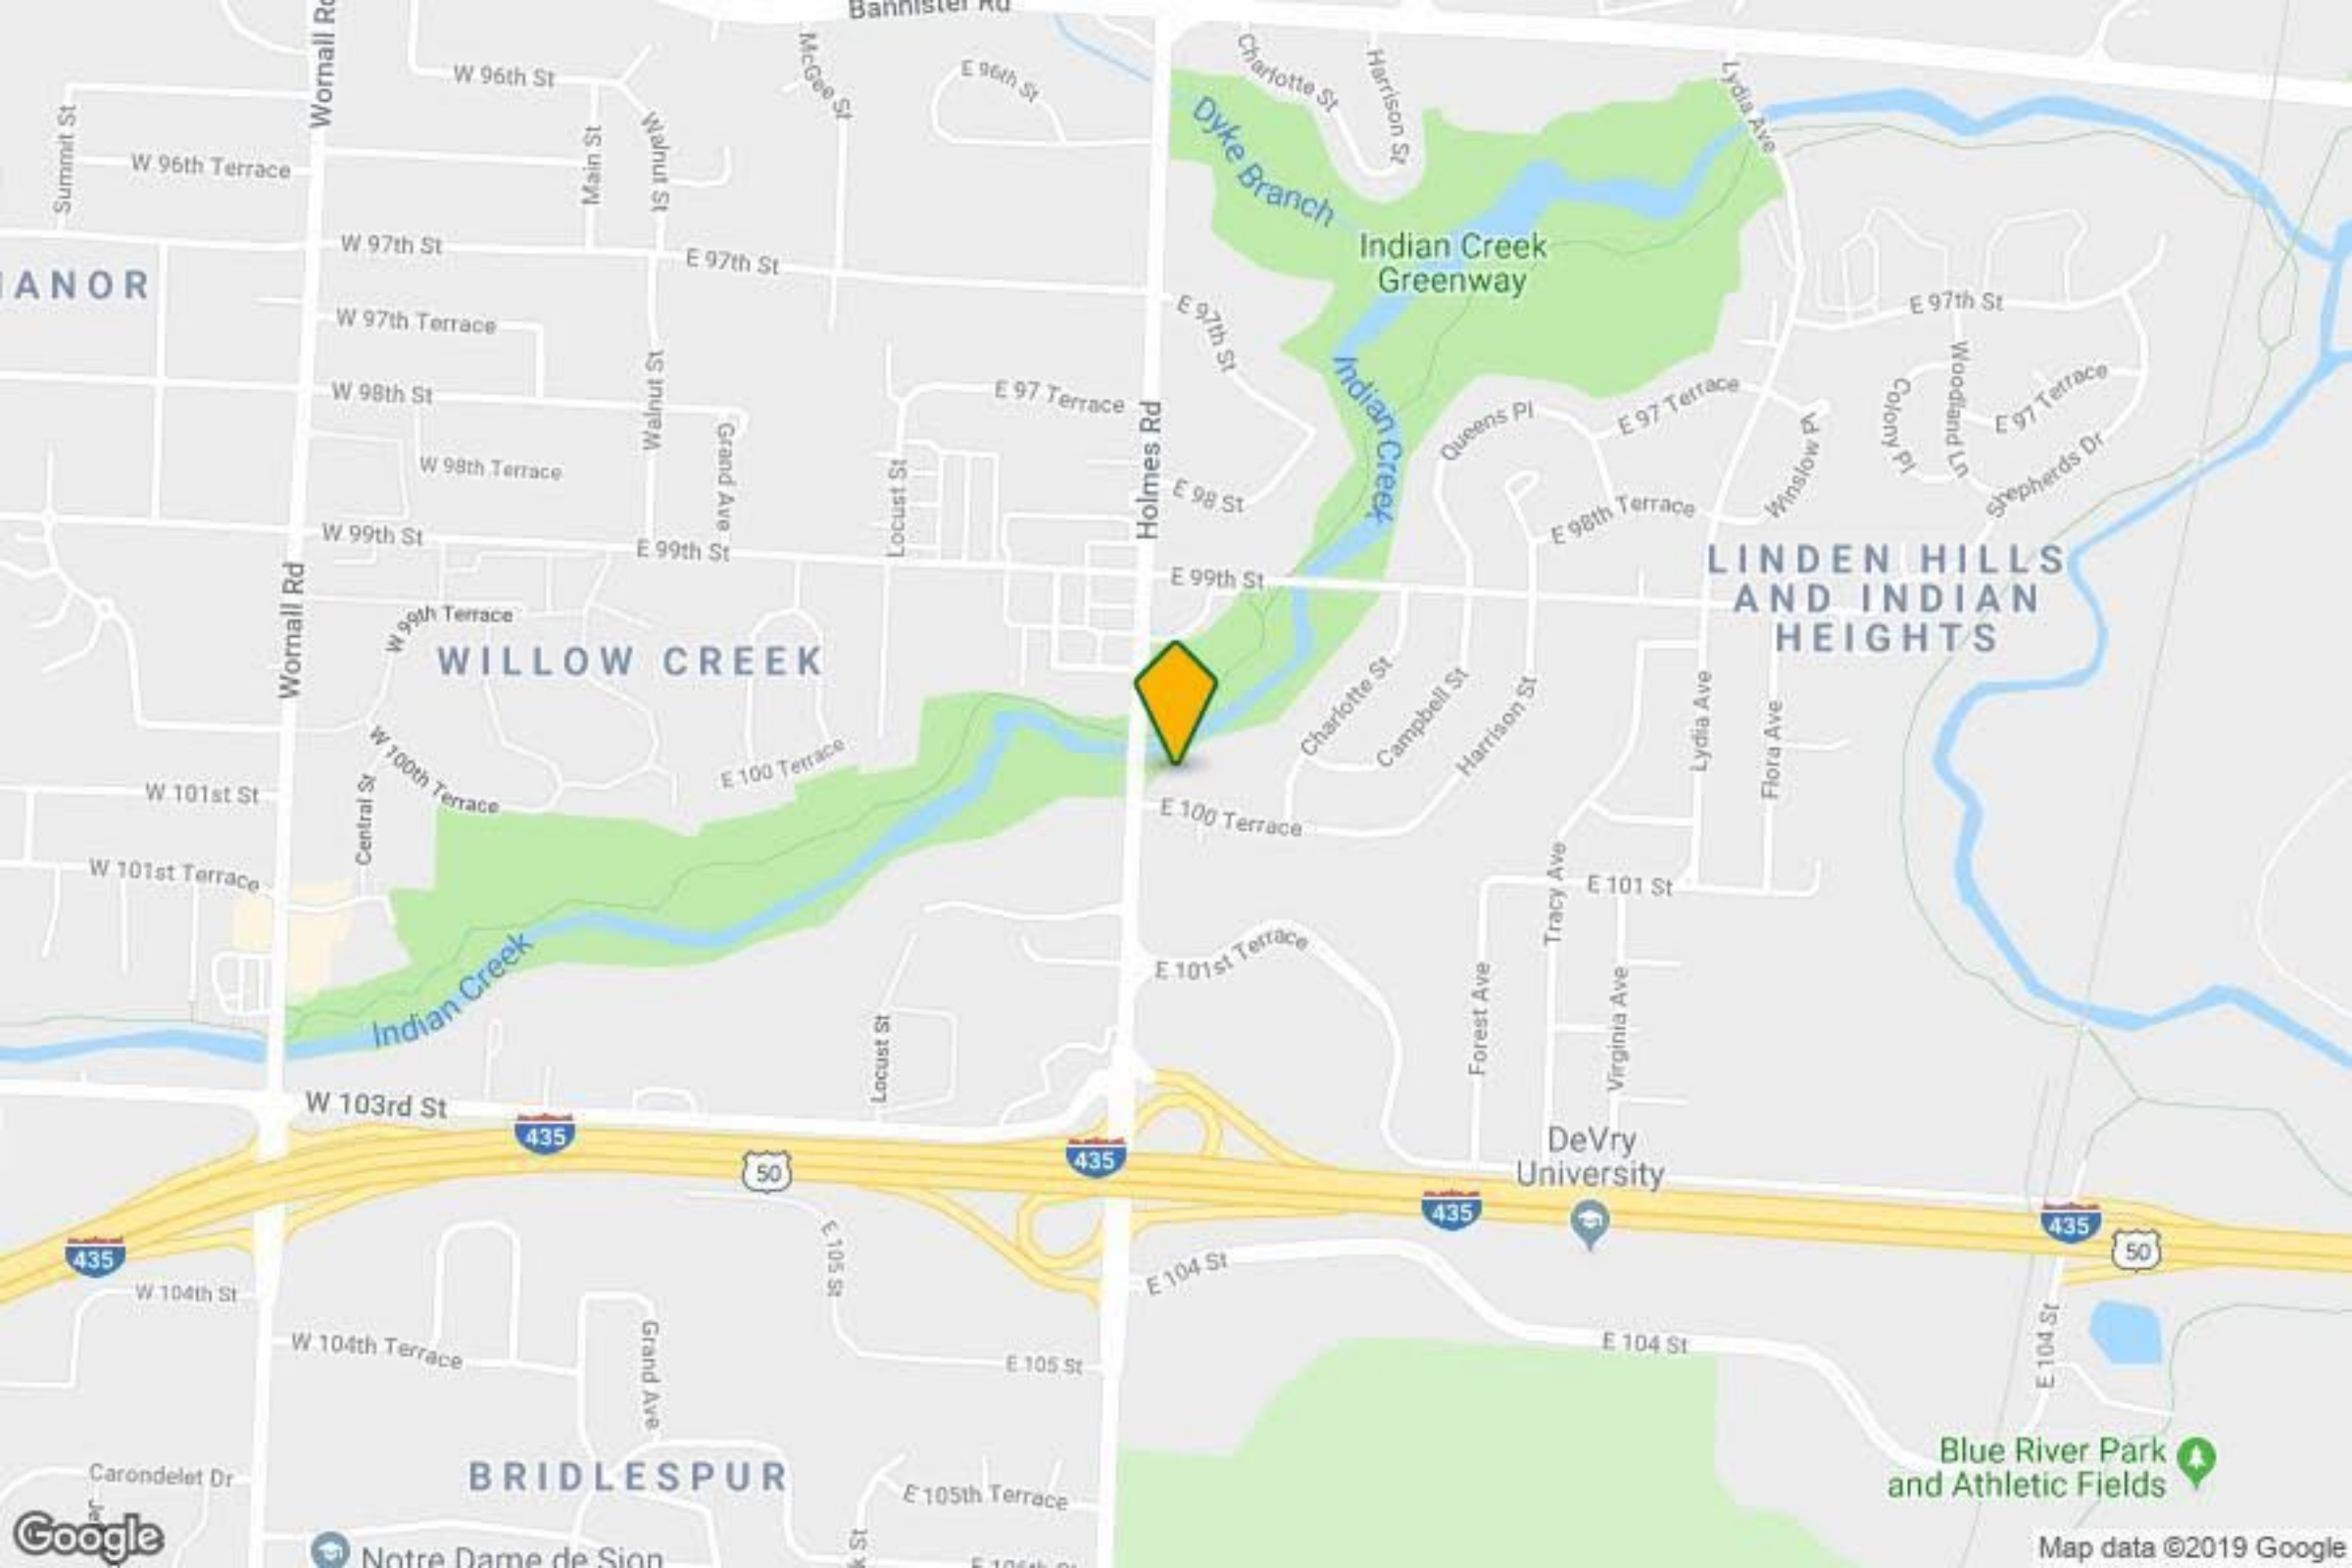 Bannister Rd
Wornall Rd
W 96th St
McGee St
E 96th St
Charlotte St
Harrison St
Lydia Ave
Summit St
W 96th Terrace
Main St
Walnut St
Dyke Branch
W 97th St
E 97th St
Indian Creek
Greenway
W 97th Terrace
E 97th St
E 97th St
W 98th St
Walnut St
E 97 Terrace
Holmes Rd
Indian Creek
Queens Pl
E 97 Terrace
Winslow Pl
Colony Pl
Woodland Ln
E 97 Terrace
Shepherds Dr
W 98th Terrace
Grand Ave
Locust St
E 98 St
E 98th Terrace
W 99th St
E 99th St
E 99th St
LINDEN HILLS
AND INDIAN
HEIGHTS
Wornall Rd
W 99th Terrace
WILLOW CREEK
Charlotte St
Campbell St
Harrison St
Lydia Ave
Flora Ave
W 100th Terrace
E 100 Terrace
W 101st St
Central St
E 100 Terrace
W 101st Terrace
Tracy Ave
E 101 St
Indian Creek
E 101st Terrace
Forest Ave
Virginia Ave
Locust St
W 103rd St
435
50
435
435
DeVry
University
435
50
435
W 104th St
E 105 St
E 104 St
E 104 St
E 104 St
W 104th Terrace
Grand Ave
E 105 St
Blue River Park
and Athletic Fields
BRIDLESPUR
Carondelet Dr
E 105th Terrace
Google
Notre Dame de Sion
Map data ©2019 Google